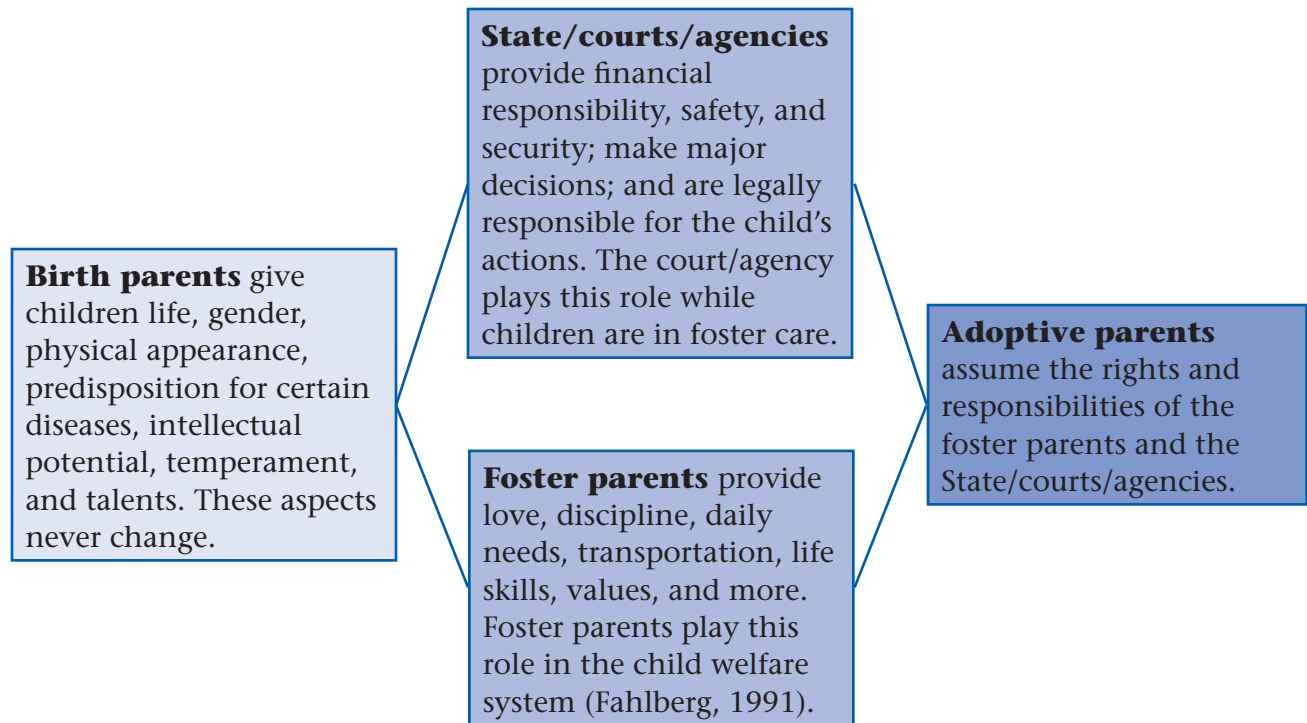 Birth parents give
children life, gender,
physical appearance,
predisposition for certain
diseases, intellectual
potential, temperament,
and talents. These aspects
never change.
State/courts/agencies
provide financial
responsibility, safety, and
security; make major
decisions; and are legally
responsible for the child’s
actions. The court/agency
plays this role while
children are in foster care.
Foster parents provide
love, discipline, daily
needs, transportation, life
skills, values, and more.
Foster parents play this
role in the child welfare
system (Fahlberg, 1991).
Adoptive parents
assume the rights and
responsibilities of the
foster parents and the
State/courts/agencies.